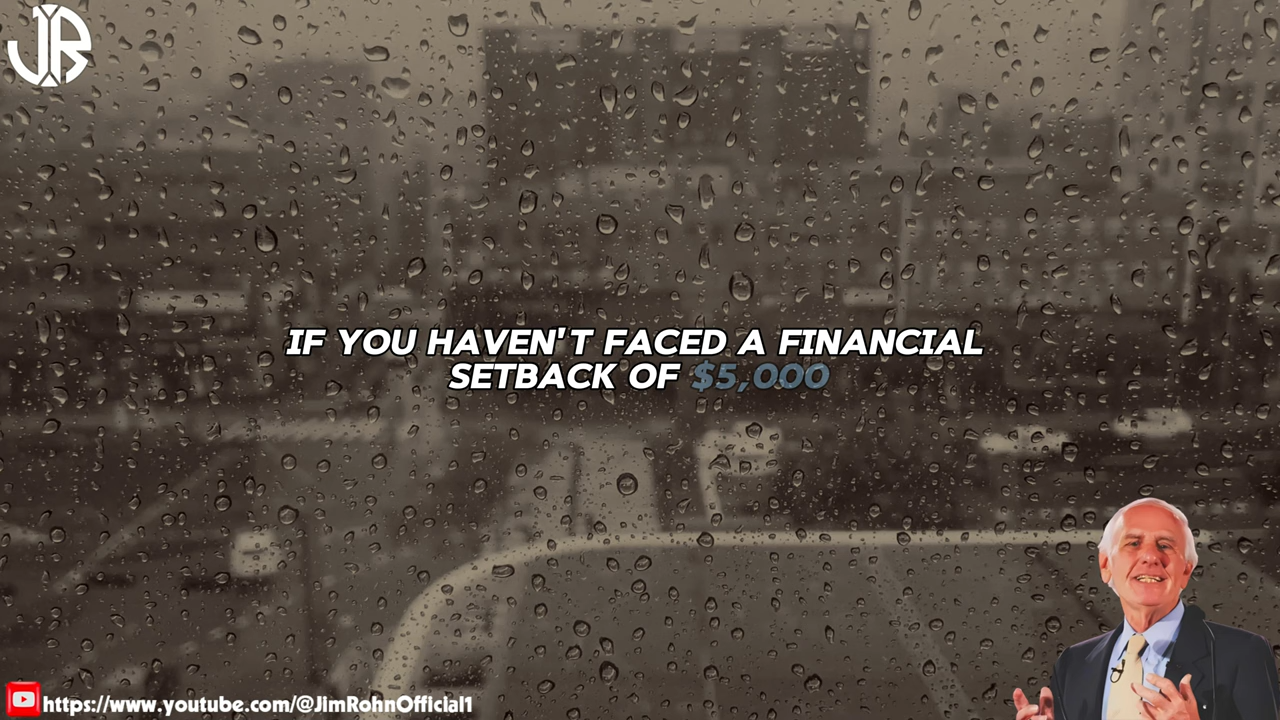 JR
IF YOU HAVEN'T FACED A FINANCIAL
SETBACK OF $5,000
https://www.youtube.com/@JimRohnOfficial1